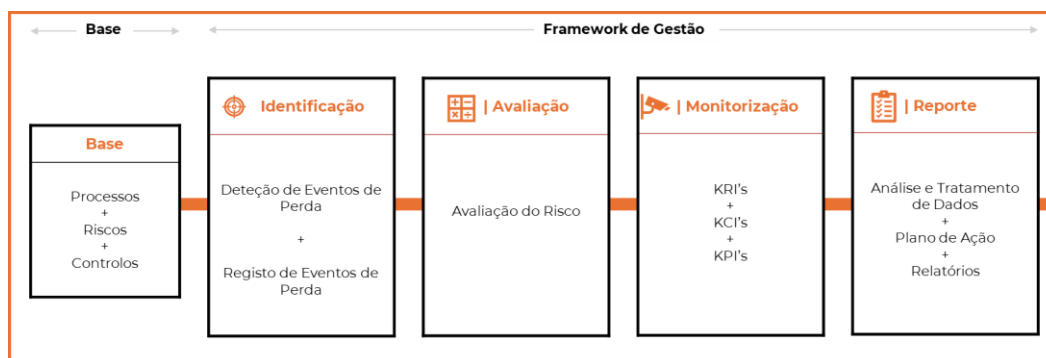 Base
Framework de Gestão
Base
Processos
+
Riscos
+
Controlos
Identificação
Deteção de Eventos de
Perda
+
Registo de Eventos de
Perda
| Avaliação
Avaliação do Risco
| Monitorização
KRI's
+
KCI's
+
KPI's
| Reporte
Análise e Tratamento
de Dados
+
Plano de Ação
+
Relatórios